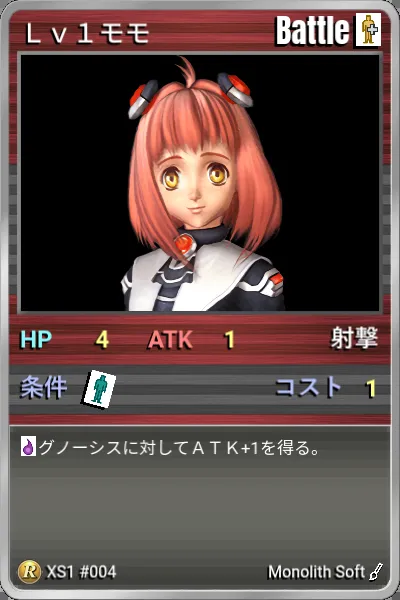 Lv1モモ Battle
HP 4 ATK 1 射撃
条件 コスト 1
グノーシスに対してATK+1を得る。
R XS1 #004 Monolith Soft